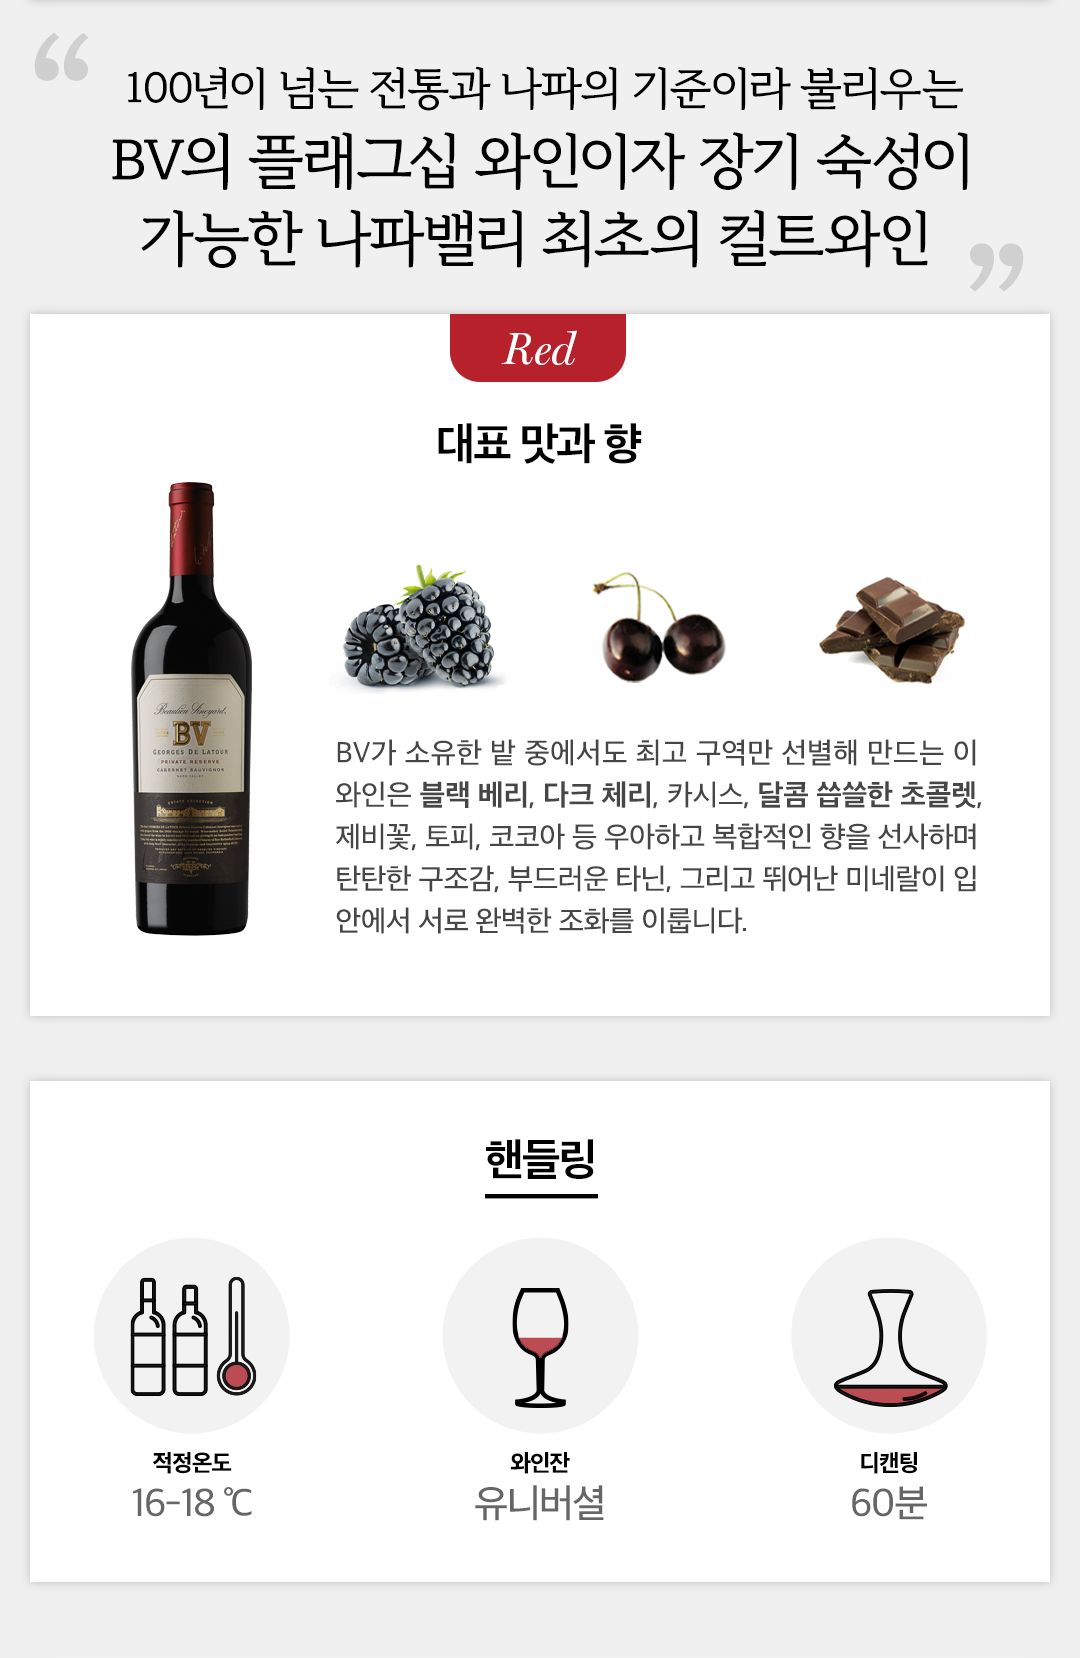 “
100년이 넘는 전통과 나파의 기준이라 불리우는
BV의 플래그십 와인이자 장기 숙성이
가능한 나파밸리 최초의 컬트와인
”
Red
대표 맛과 향
Beaulieu Vineyard
BV
GEORGES DE LATOUR
PRIVATE RESERVE
CABERNET SAUVIGNON
NAPA VALLEY
BV가 소유한 밭 중에서도 최고 구역만 선별해 만드는 이
와인은 블랙 베리, 다크 체리, 카시스, 달콤 씁쓸한 초콜렛,
제비꽃, 토피, 코코아 등 우아하고 복합적인 향을 선사하며
탄탄한 구조감, 부드러운 타닌, 그리고 뛰어난 미네랄이 입
안에서 서로 완벽한 조화를 이룹니다.
핸들링
적정온도
16-18 ℃
와인잔
유니버셜
디캔팅
60분